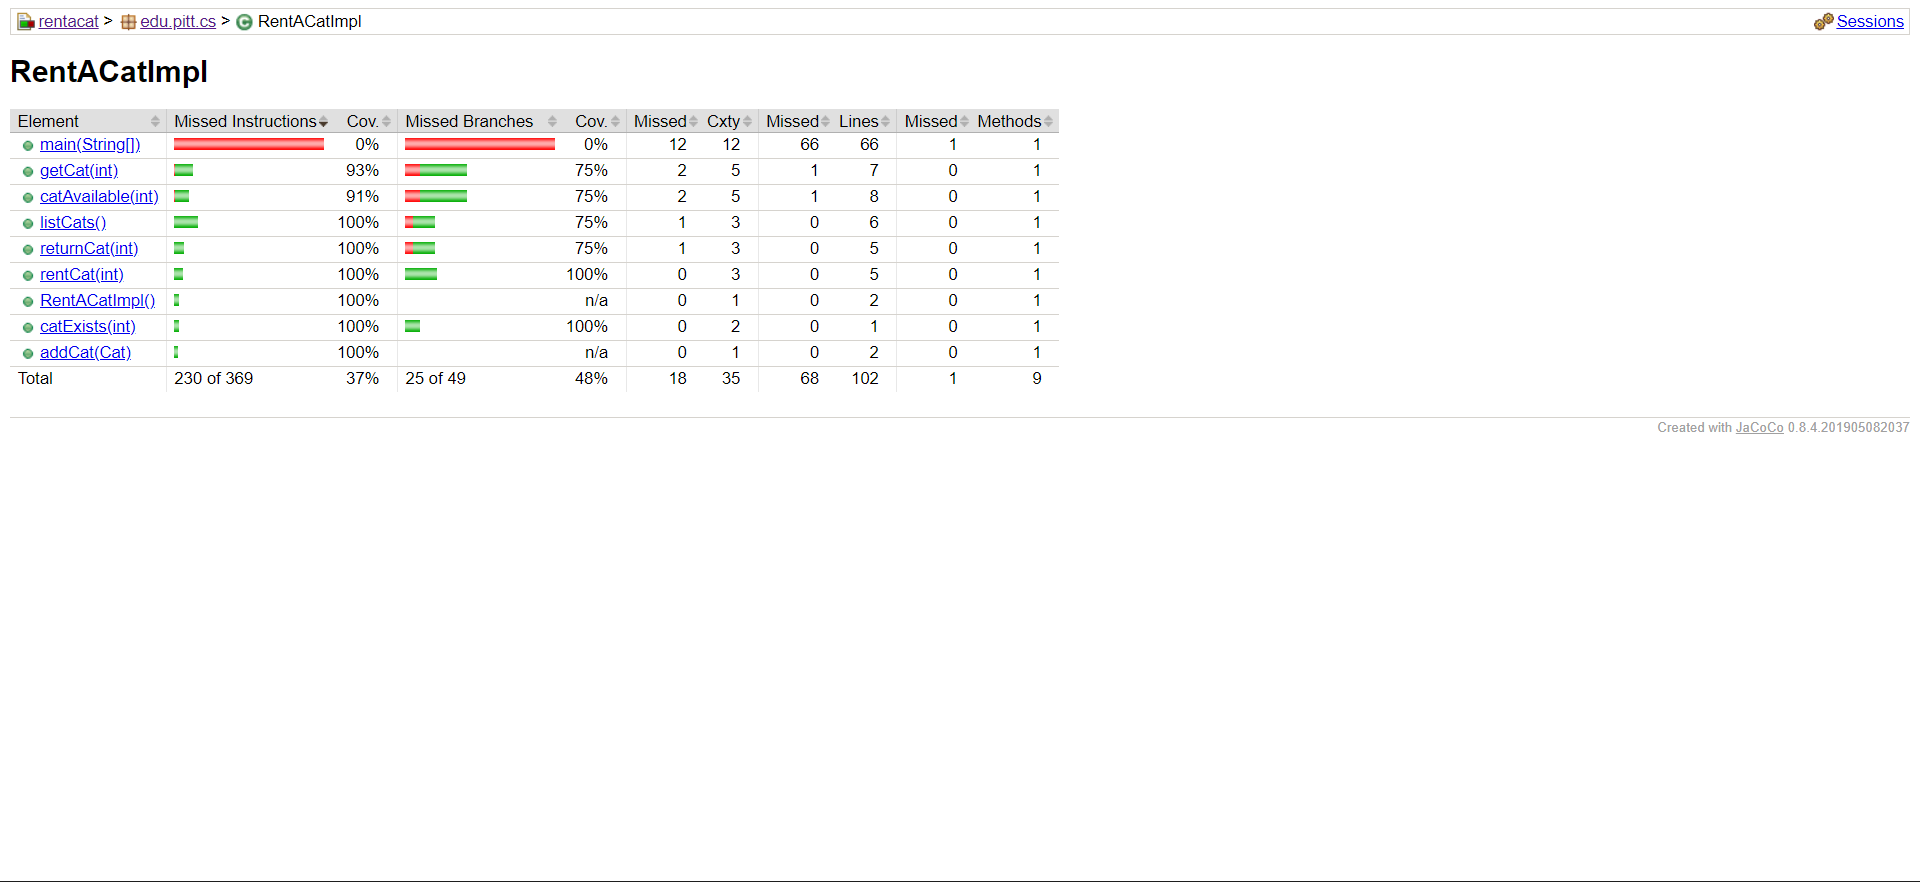 rentacat > edu.pitt.cs > RentACatImpl Sessions
RentACatImpl
Element Missed Instructions Cov. Missed Branches Cov. Missed Cxty Missed Lines Missed Methods
main(String[]) 0% 0% 12 12 66 66 1 1
getCat(int) 93% 75% 2 5 1 7 0 1
catAvailable(int) 91% 75% 2 5 1 8 0 1
listCats() 100% 75% 1 3 0 6 0 1
returnCat(int) 100% 75% 1 3 0 5 0 1
rentCat(int) 100% 100% 0 3 0 5 0 1
RentACatImpl() 100% n/a 0 1 0 2 0 1
catExists(int) 100% 100% 0 2 0 1 0 1
addCat(Cat) 100% n/a 0 1 0 2 0 1
Total 230 of 369 37% 25 of 49 48% 18 35 68 102 1 9
Created with JaCoCo 0.8.4.201905082037